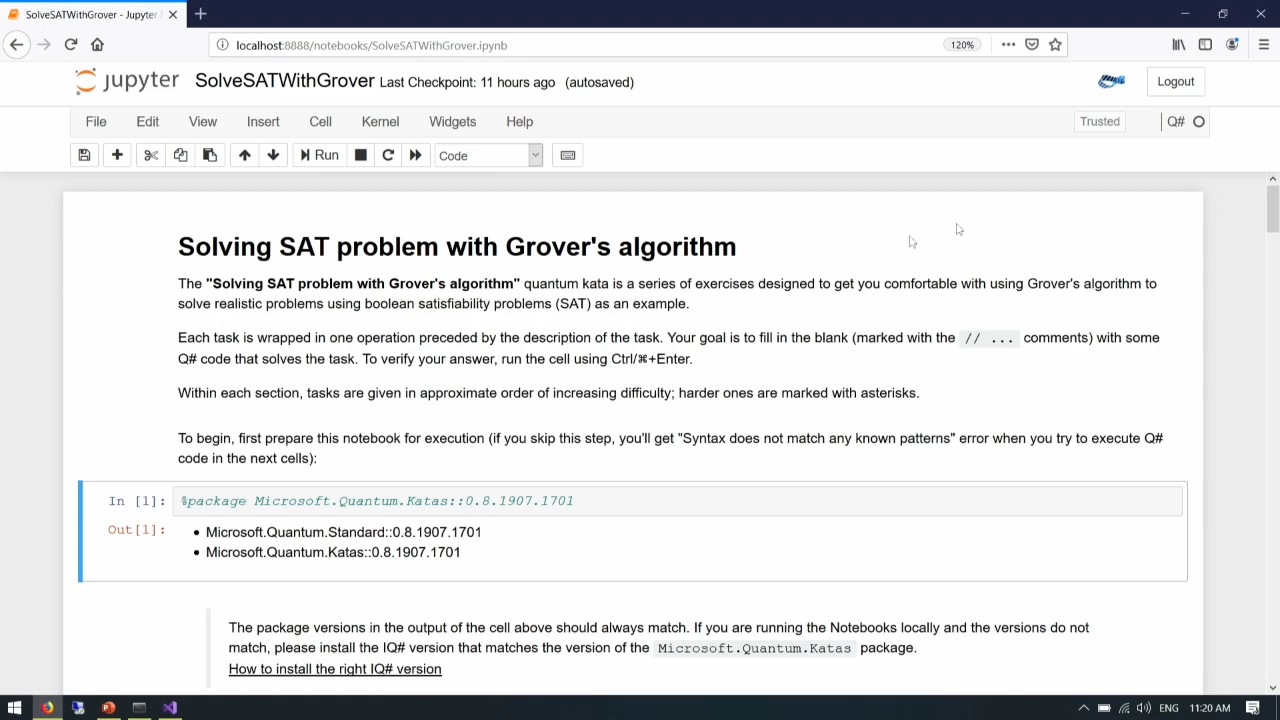 SolveSATWithGrover - Jupyter
localhost:8888/notebooks/SolveSATWithGrover.ipynb
120%
jupyter SolveSATWithGrover Last Checkpoint: 11 hours ago (autosaved)
Logout
File Edit View Insert Cell Kernel Widgets Help
Trusted
Q#
Run
Code
Solving SAT problem with Grover's algorithm
The "Solving SAT problem with Grover's algorithm" quantum kata is a series of exercises designed to get you comfortable with using Grover's algorithm to
solve realistic problems using boolean satisfiability problems (SAT) as an example.
Each task is wrapped in one operation preceded by the description of the task. Your goal is to fill in the blank (marked with the // ... comments) with some
Q# code that solves the task. To verify your answer, run the cell using Ctrl/⌘+Enter.
Within each section, tasks are given in approximate order of increasing difficulty; harder ones are marked with asterisks.
To begin, first prepare this notebook for execution (if you skip this step, you'll get "Syntax does not match any known patterns" error when you try to execute Q#
code in the next cells):
In [1]: %package Microsoft.Quantum.Katas::0.8.1907.1701
Out[1]: • Microsoft.Quantum.Standard::0.8.1907.1701
• Microsoft.Quantum.Katas::0.8.1907.1701
The package versions in the output of the cell above should always match. If you are running the Notebooks locally and the versions do not
match, please install the IQ# version that matches the version of the Microsoft.Quantum.Katas package.
How to install the right IQ# version
ENG 11:20 AM